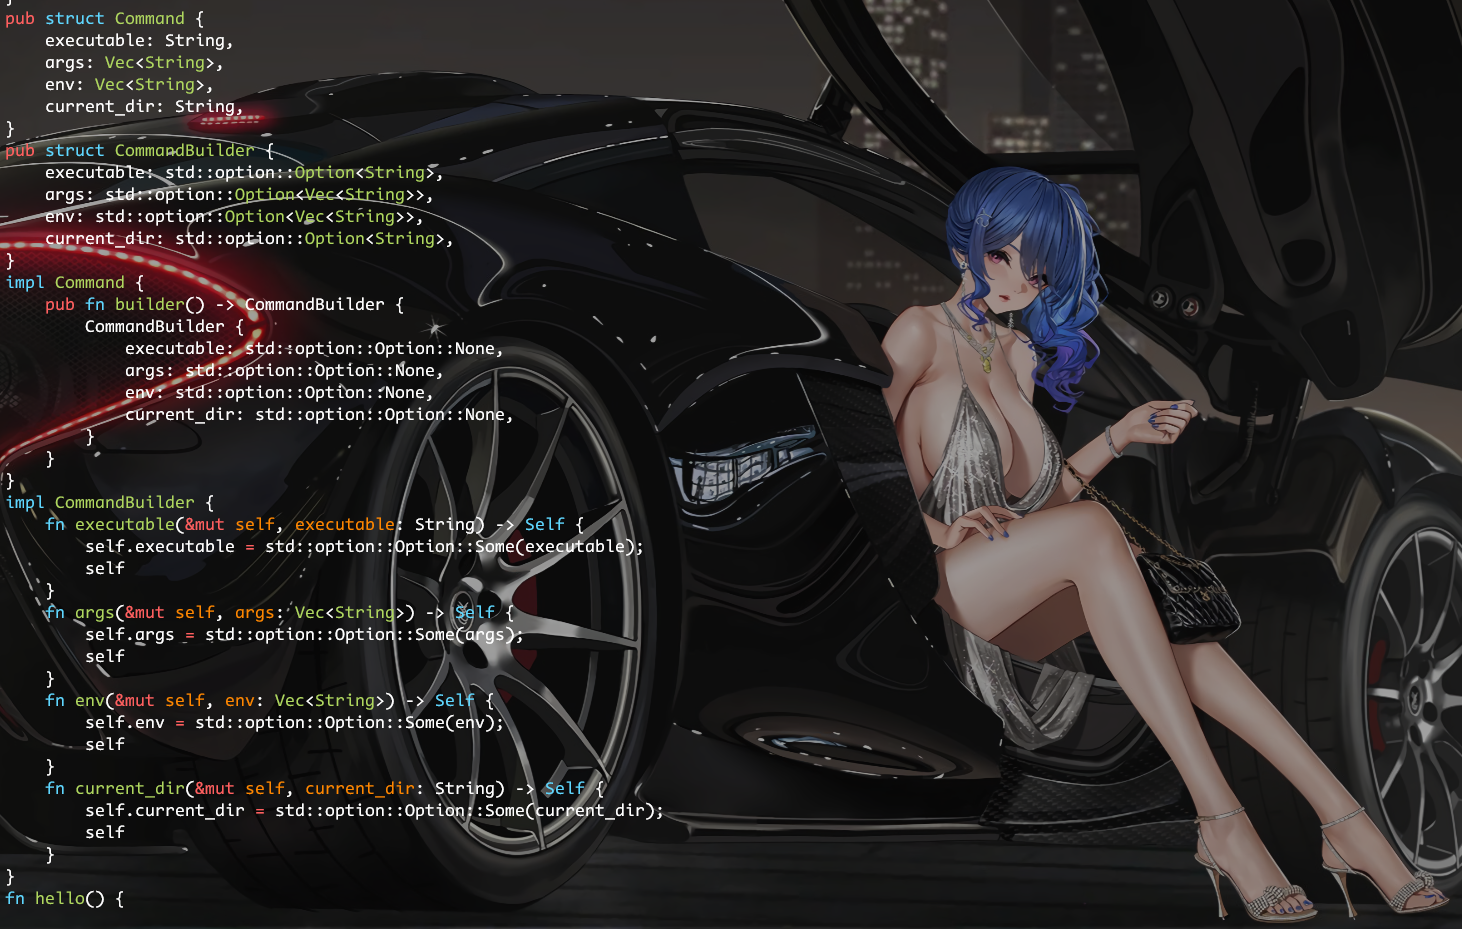 }
pub struct Command {
    executable: String,
    args: Vec<String>,
    env: Vec<String>,
    current_dir: String,
}
pub struct CommandBuilder {
    executable: std::option::Option<String>,
    args: std::option::Option<Vec<String>>,
    env: std::option::Option<Vec<String>>,
    current_dir: std::option::Option<String>,
}
impl Command {
    pub fn builder() -> CommandBuilder {
        CommandBuilder {
            executable: std::option::Option::None,
            args: std::option::Option::None,
            env: std::option::Option::None,
            current_dir: std::option::Option::None,
        }
    }
}
impl CommandBuilder {
    fn executable(&mut self, executable: String) -> Self {
        self.executable = std::option::Option::Some(executable);
        self
    }
    fn args(&mut self, args: Vec<String>) -> Self {
        self.args = std::option::Option::Some(args);
        self
    }
    fn env(&mut self, env: Vec<String>) -> Self {
        self.env = std::option::Option::Some(env);
        self
    }
    fn current_dir(&mut self, current_dir: String) -> Self {
        self.current_dir = std::option::Option::Some(current_dir);
        self
    }
}
fn hello() {